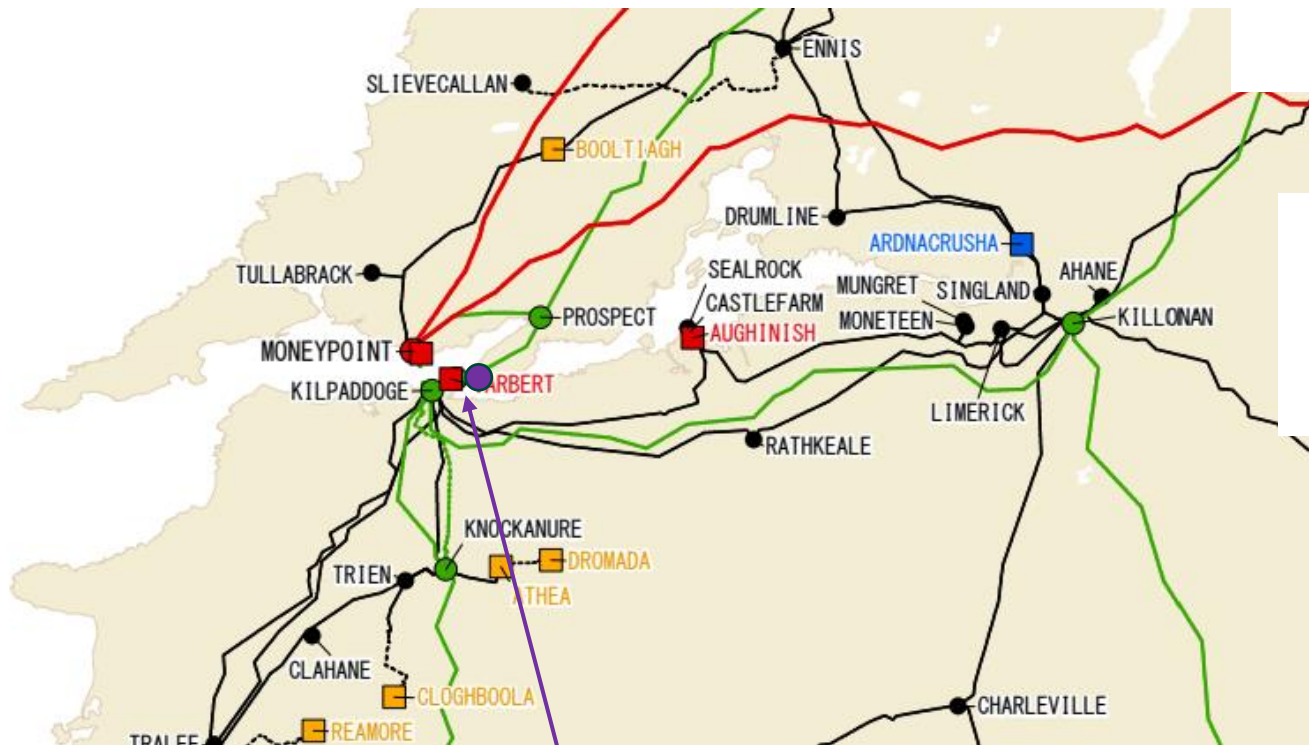 ENNIS
SLIEVECALLAN
BOOLTIAGH
DRUMLINE
ARDNACRUSHA
TULLABRACK
SEALROCK
MUNGRET
SINGLAND
AHANE
CASTLEFARM
PROSPECT
MONETEEN
KILLONAN
AUGHINISH
MONEYPOINT
KILPADDOGE
ARBERT
LIMERICK
RATHKEALE
KNOCKANURE
DROMADA
TRIEN
ATHEA
CLAHANE
CLOGHBOOLA
CHARLEVILLE
REAMORE
TRALEE